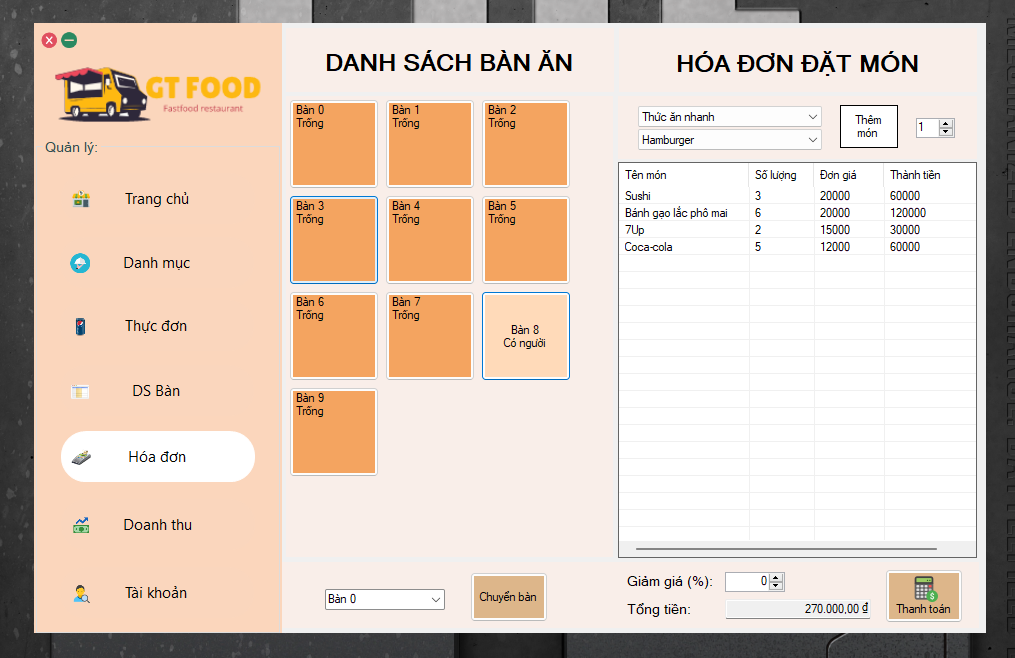 GT FOOD
Fastfood restaurant
Quản lý:
Trang chủ
Danh mục
Thực đơn
DS Bàn
Hóa đơn
Doanh thu
Tài khoản
DANH SÁCH BÀN ĂN
Bàn 0
Trống
Bàn 1
Trống
Bàn 2
Trống
Bàn 3
Trống
Bàn 4
Trống
Bàn 5
Trống
Bàn 6
Trống
Bàn 7
Trống
Bàn 8
Có người
Bàn 9
Trống
Bàn 0
Chuyển bàn
HÓA ĐƠN ĐẶT MÓN
Thức ăn nhanh
Hamburger
Thêm
món
1
Tên món Số lượng Đơn giá Thành tiền
Sushi 3 20000 60000
Bánh gạo lắc phô mai 6 20000 120000
7Up 2 15000 30000
Coca-cola 5 12000 60000
Giảm giá (%): 0
Tổng tiền: 270.000,00 ₫
Thanh toán